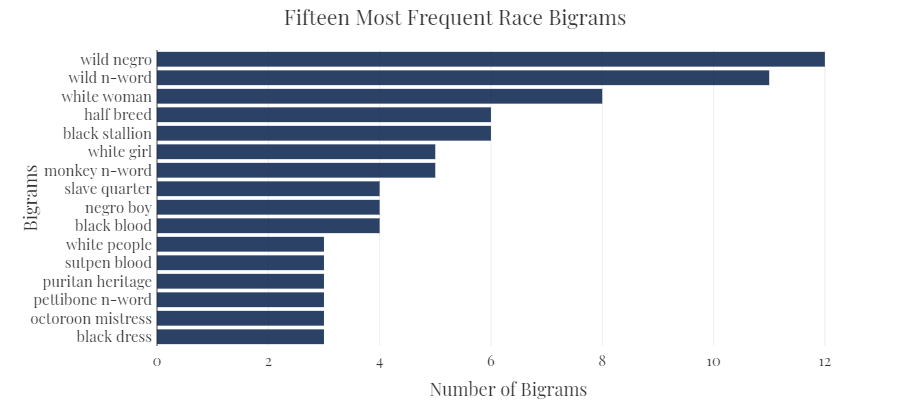 Fifteen Most Frequent Race Bigrams
Bigrams
wild negro
wild n-word
white woman
half breed
black stallion
white girl
monkey n-word
slave quarter
negro boy
black blood
white people
sutpen blood
puritan heritage
pettibone n-word
octoroon mistress
black dress
0 2 4 6 8 10 12
Number of Bigrams